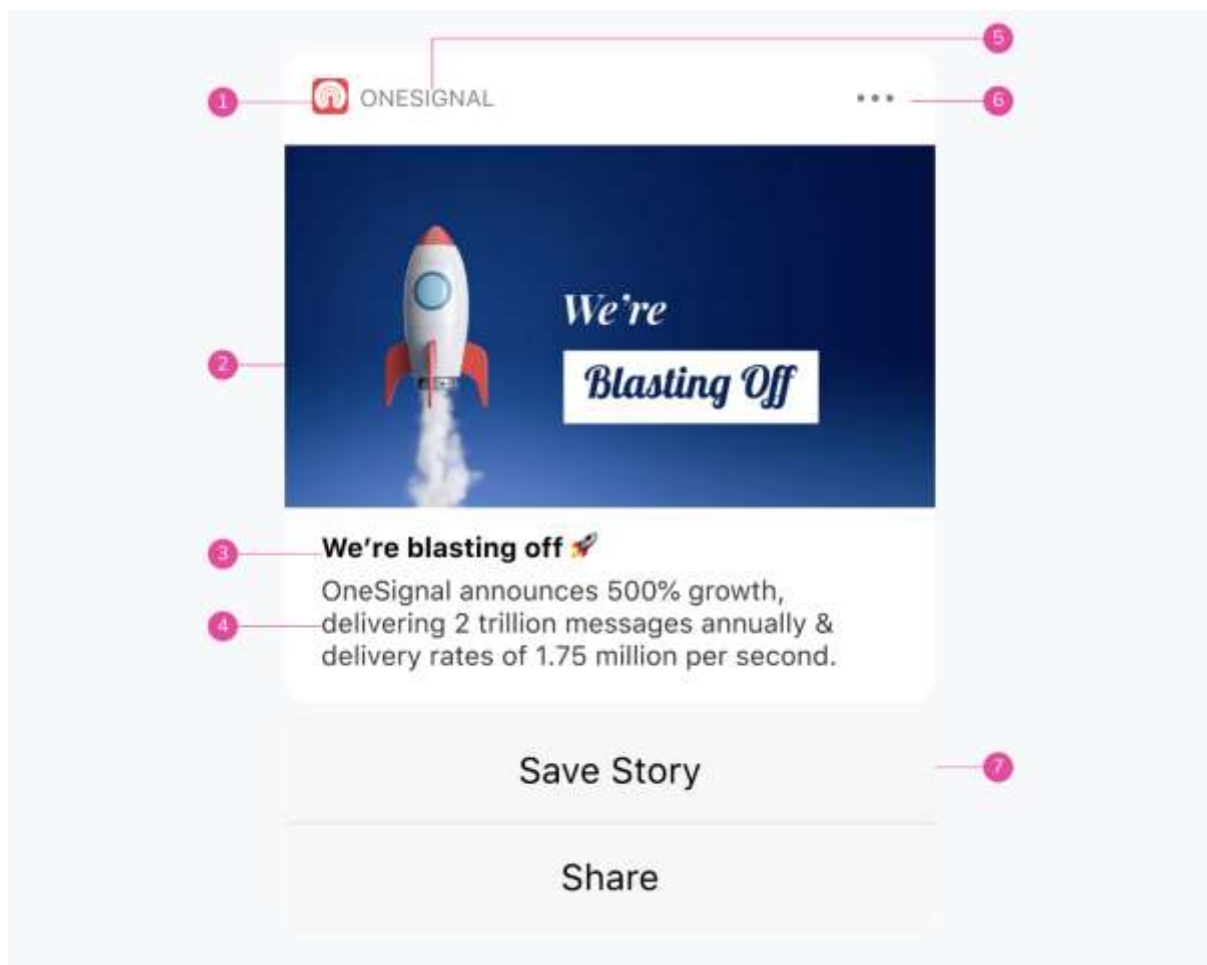 5
1
ONESIGNAL
6
We're
2
Blasting Off
3
We're blasting off 🚀
OneSignal announces 500% growth,
4
delivering 2 trillion messages annually &
delivery rates of 1.75 million per second.
Save Story
7
Share